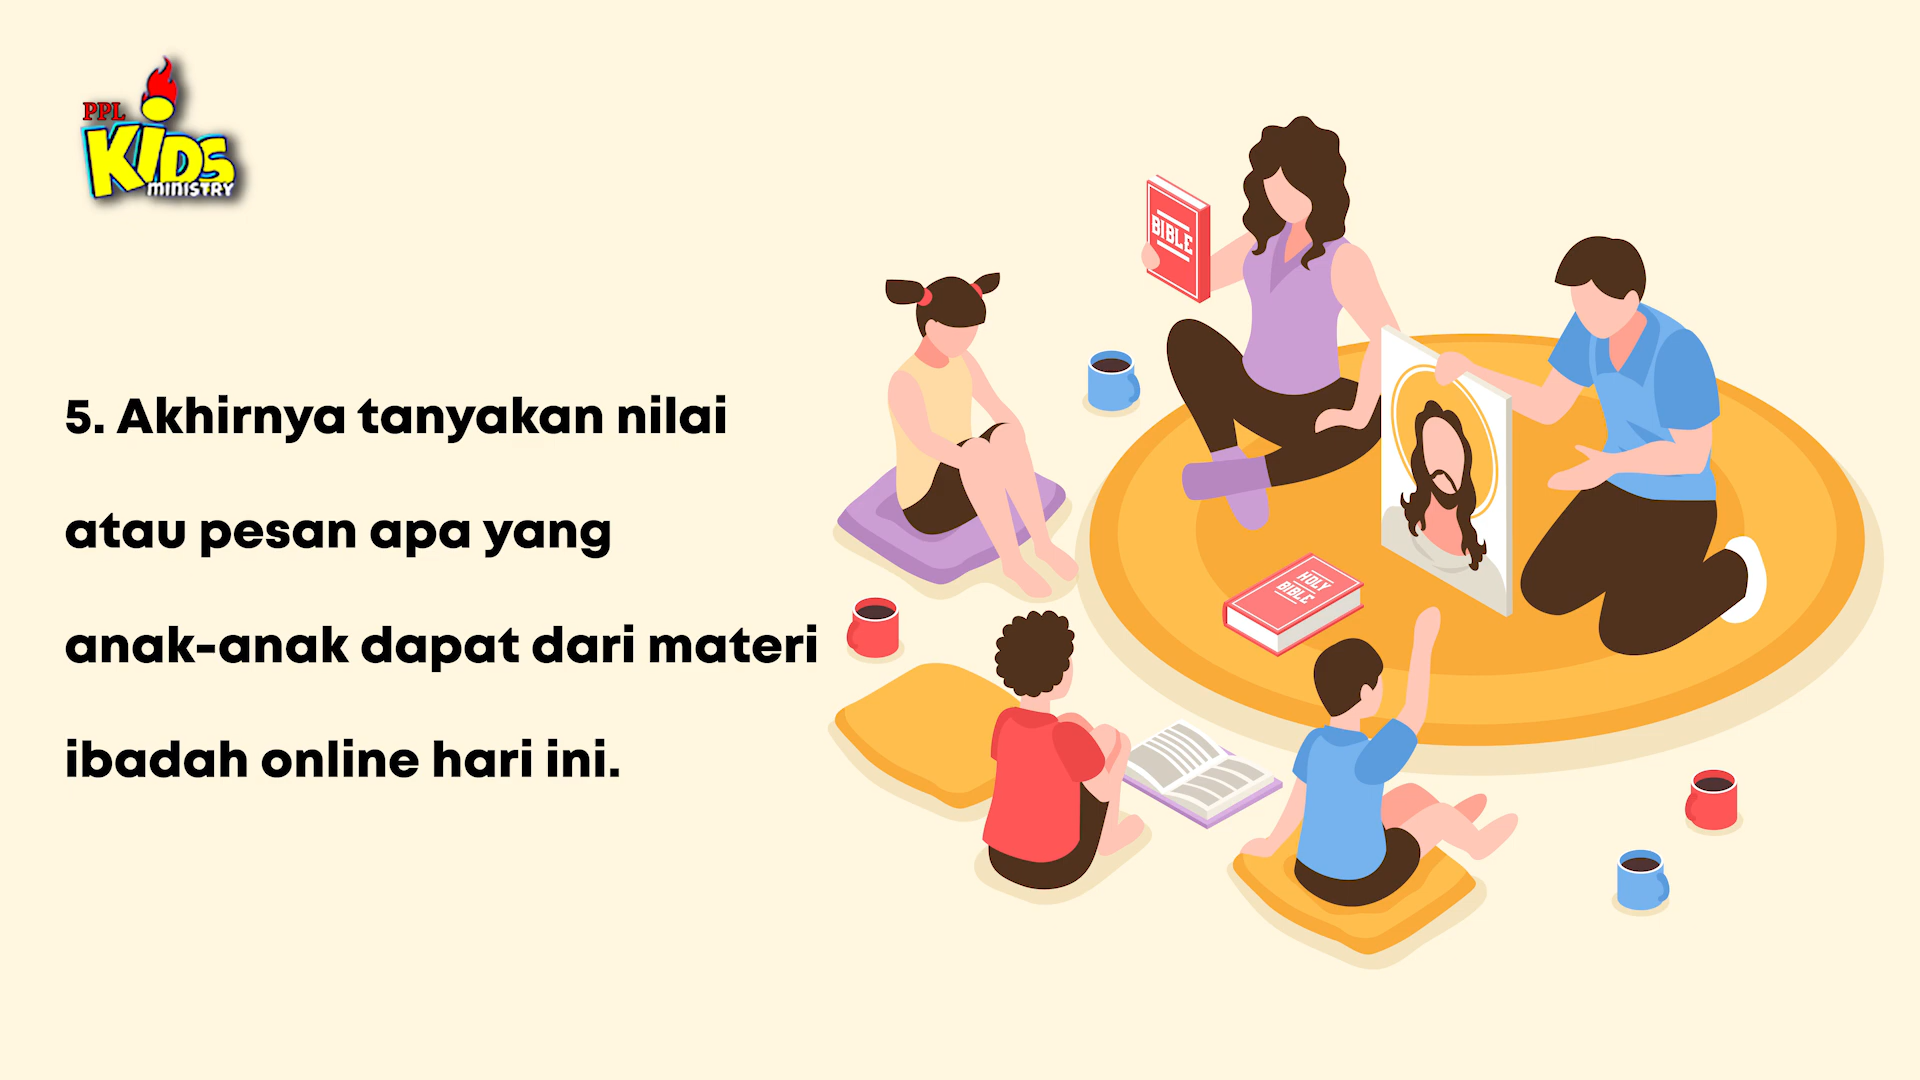 PPL
KiDS
MINISTRY
5. Akhirnya tanyakan nilai
atau pesan apa yang
anak-anak dapat dari materi
ibadah online hari ini.
BIBLE
HOLY
BIBLE